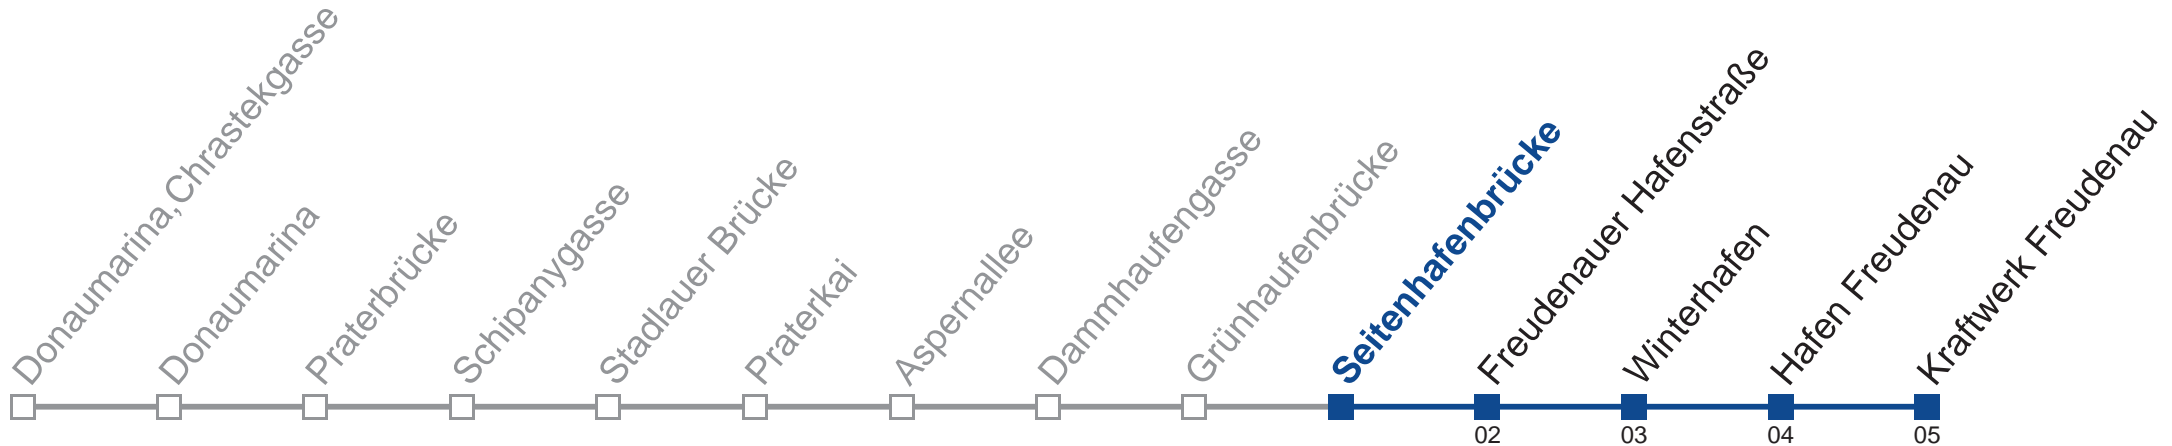 Donaumarina, Chrastekgasse
Donaumarina
Praterbrücke
Schipanygasse
Stadlauer Brücke
Praterkai
Aspernallee
Dammhaufengasse
Grünhaufenbrücke
Seitenhafenbrücke
Freudenauer Hafenstraße
Winterhafen
Hafen Freudenau
Kraftwerk Freudenau
02
03
04
05